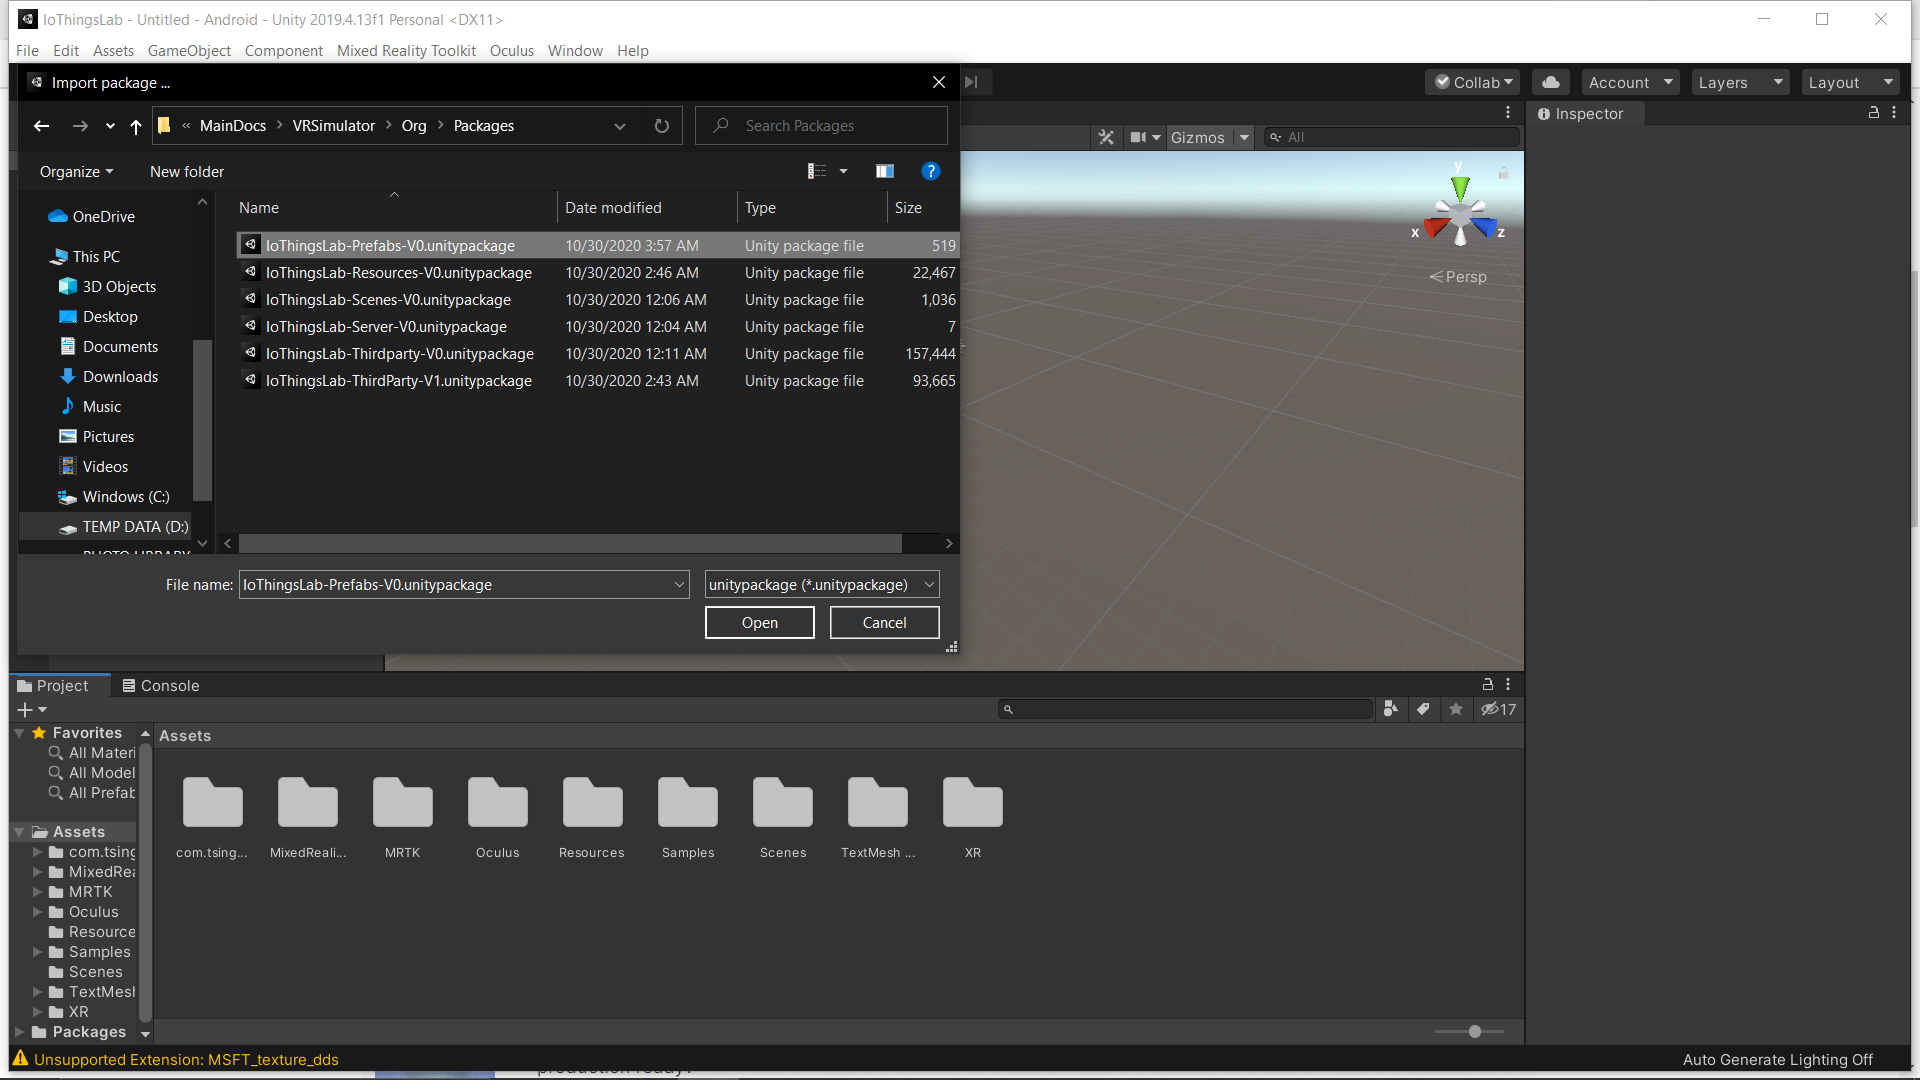 IoThingsLab - Untitled - Android - Unity 2019.4.13f1 Personal <DX11>
File Edit Assets GameObject Component Mixed Reality Toolkit Oculus Window Help
Import package ...
Collab Account Layers Layout
« MainDocs > VRSimulator > Org > Packages
Search Packages
Inspector
Gizmos All
Organize New folder
Name Date modified Type Size
IoThingsLab-Prefabs-V0.unitypackage 10/30/2020 3:57 AM Unity package file 519
IoThingsLab-Resources-V0.unitypackage 10/30/2020 2:46 AM Unity package file 22,467
IoThingsLab-Scenes-V0.unitypackage 10/30/2020 12:06 AM Unity package file 1,036
IoThingsLab-Server-V0.unitypackage 10/30/2020 12:04 AM Unity package file 7
IoThingsLab-Thirdparty-V0.unitypackage 10/30/2020 12:11 AM Unity package file 157,444
IoThingsLab-ThirdParty-V1.unitypackage 10/30/2020 2:43 AM Unity package file 93,665
OneDrive
This PC
3D Objects
Desktop
Documents
Downloads
Music
Pictures
Videos
Windows (C:)
TEMP DATA (D:)
y
x z
Persp
File name: IoThingsLab-Prefabs-V0.unitypackage unitypackage (*.unitypackage)
Open Cancel
Project Console
17
Favorites
All Materi
All Model
All Prefab
Assets
com.tsing
MixedRea
MRTK
Oculus
Resource
Samples
Scenes
TextMesh
XR
Packages
Assets
com.tsing... MixedReali... MRTK Oculus Resources Samples Scenes TextMesh ... XR
Unsupported Extension: MSFT_texture_dds
Auto Generate Lighting Off